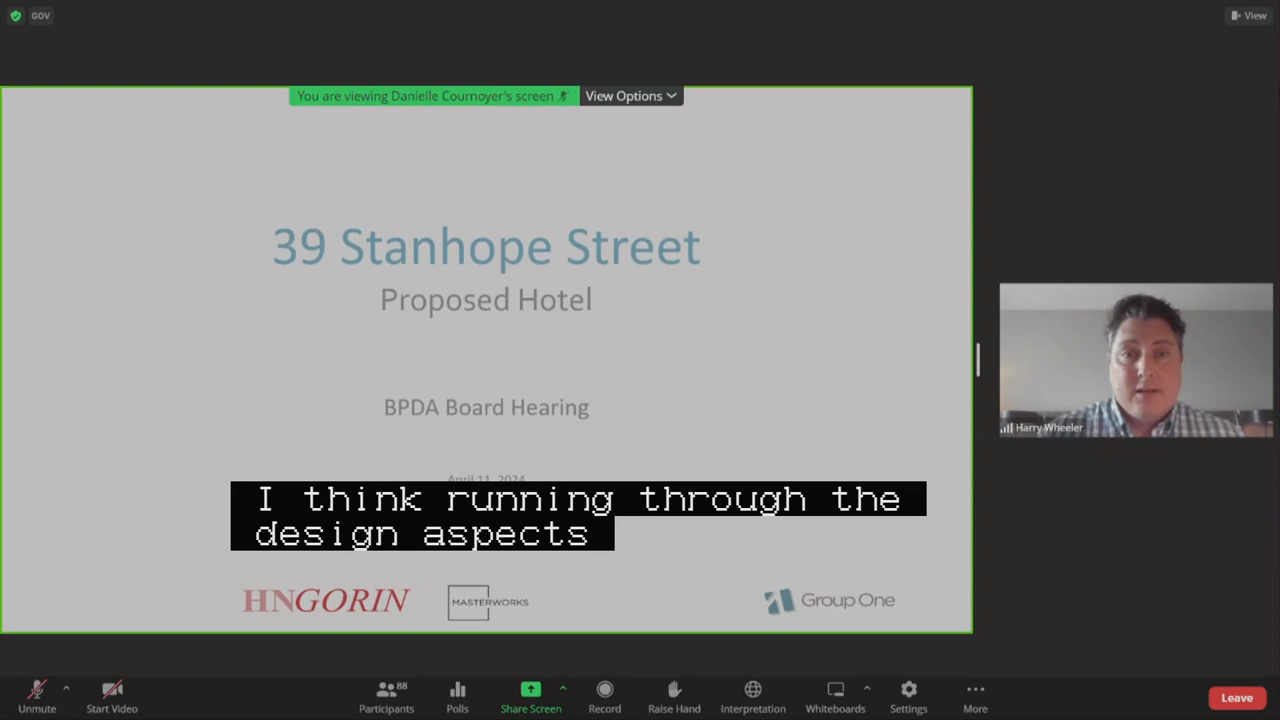 GOV
View
You are viewing Danielle Cournoyer's screen
View Options
39 Stanhope Street
Proposed Hotel
BPDA Board Hearing
April 11, 2024
I think running through the
design aspects
HNGORIN
MASTERWORKS
Group One
Harry Wheeler
Unmute
Start Video
Participants
88
Polls
Share Screen
Record
Raise Hand
Interpretation
Whiteboards
Settings
More
Leave